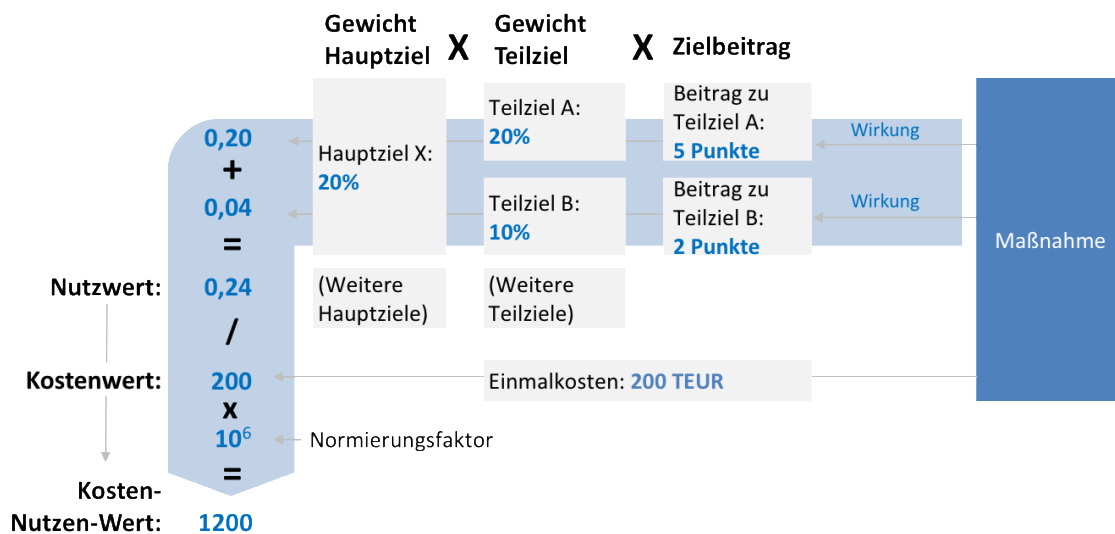 Gewicht
Hauptziel
X
Gewicht
Teilziel
X
Zielbeitrag
0,20
+
0,04
=
Hauptziel X:
20%
Teilziel A:
20%
Teilziel B:
10%
Beitrag zu
Teilziel A:
5 Punkte
Beitrag zu
Teilziel B:
2 Punkte
Wirkung
Wirkung
Maßnahme
Nutzwert:
0,24
(Weitere
Hauptziele)
(Weitere
Teilziele)
/
Kostenwert:
200
Einmalkosten: 200 TEUR
x
10⁶
Normierungsfaktor
=
Kosten-
Nutzen-Wert:
1200